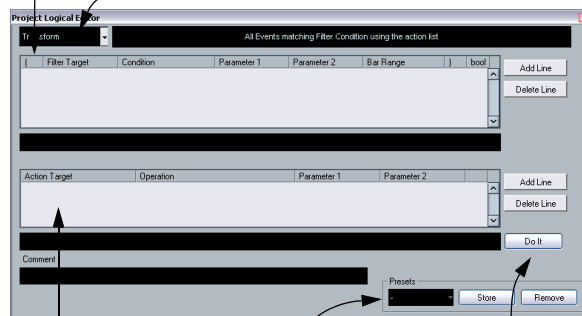 Project Logical Editor
Tr sform All Events matching Filter Condition using the action list
( Filter Target Condition Parameter 1 Parameter 2 Bar Range ) bool
Add Line
Delete Line
Action Target Operation Parameter 1 Parameter 2
Add Line
Delete Line
Do It
Comment
Presets
- Store Remove